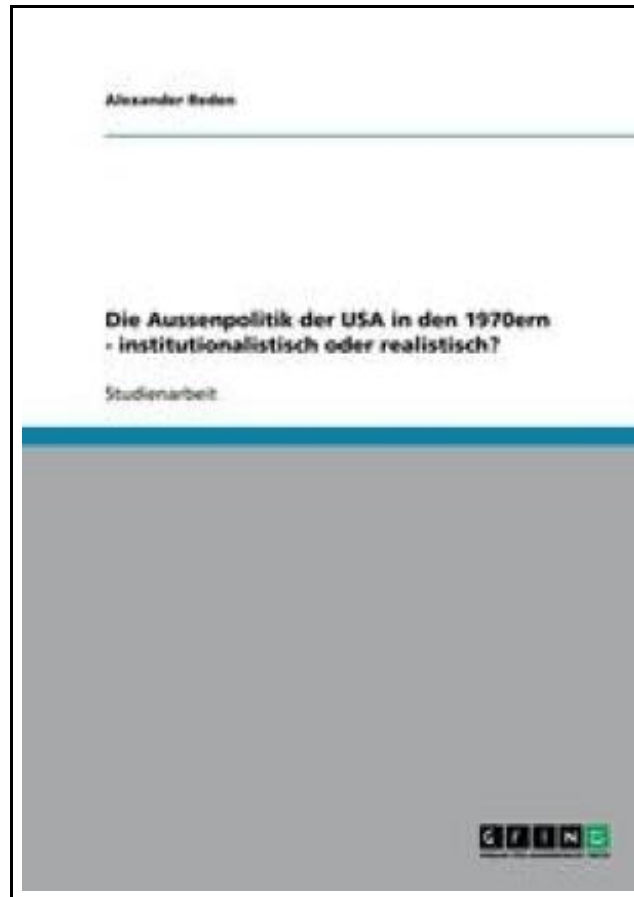 Alexander Reden
Die Aussenpolitik der USA in den 1970ern
- institutionalistisch oder realistisch?
Studienarbeit
GRIN